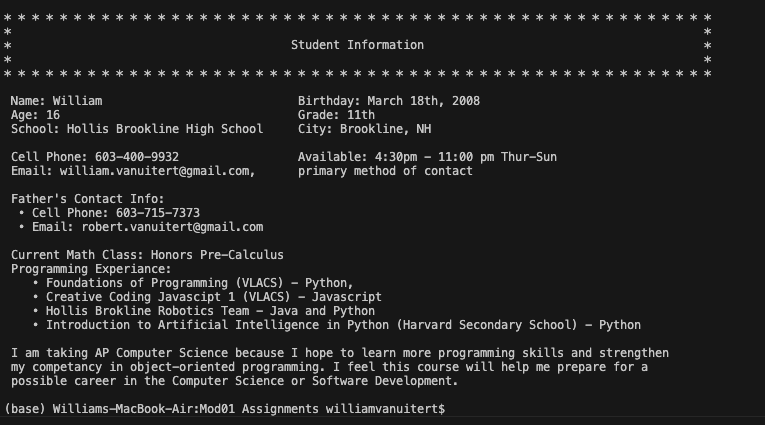 * * * * * * * * * * * * * * * * * * * * * * * * * * * * * * * * * * * * * * * * * * * * * * * * * * *
* *
* Student Information *
* *
* * * * * * * * * * * * * * * * * * * * * * * * * * * * * * * * * * * * * * * * * * * * * * * * * * *
Name: William Birthday: March 18th, 2008
Age: 16 Grade: 11th
School: Hollis Brookline High School City: Brookline, NH
Cell Phone: 603-400-9932 Available: 4:30pm - 11:00 pm Thur-Sun
Email: william.vanuitert@gmail.com, primary method of contact
Father's Contact Info:
• Cell Phone: 603-715-7373
• Email: robert.vanuitert@gmail.com
Current Math Class: Honors Pre-Calculus
Programming Experiance:
• Foundations of Programming (VLACS) - Python,
• Creative Coding Javascipt 1 (VLACS) - Javascript
• Hollis Brokline Robotics Team - Java and Python
• Introduction to Artificial Intelligence in Python (Harvard Secondary School) - Python
I am taking AP Computer Science because I hope to learn more programming skills and strengthen
my competancy in object-oriented programming. I feel this course will help me prepare for a
possible career in the Computer Science or Software Development.
(base) Williams-MacBook-Air:Mod01 Assignments williamvanuitert$